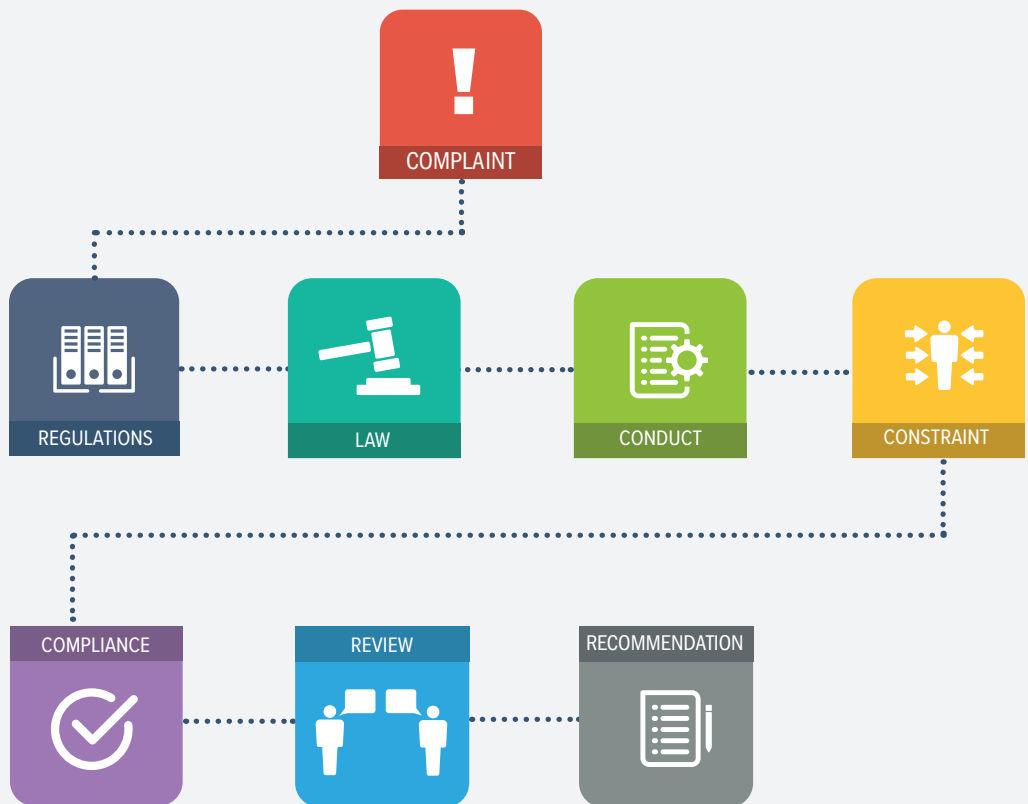 COMPLAINT
REGULATIONS
LAW
CONDUCT
CONSTRAINT
COMPLIANCE
REVIEW
RECOMMENDATION